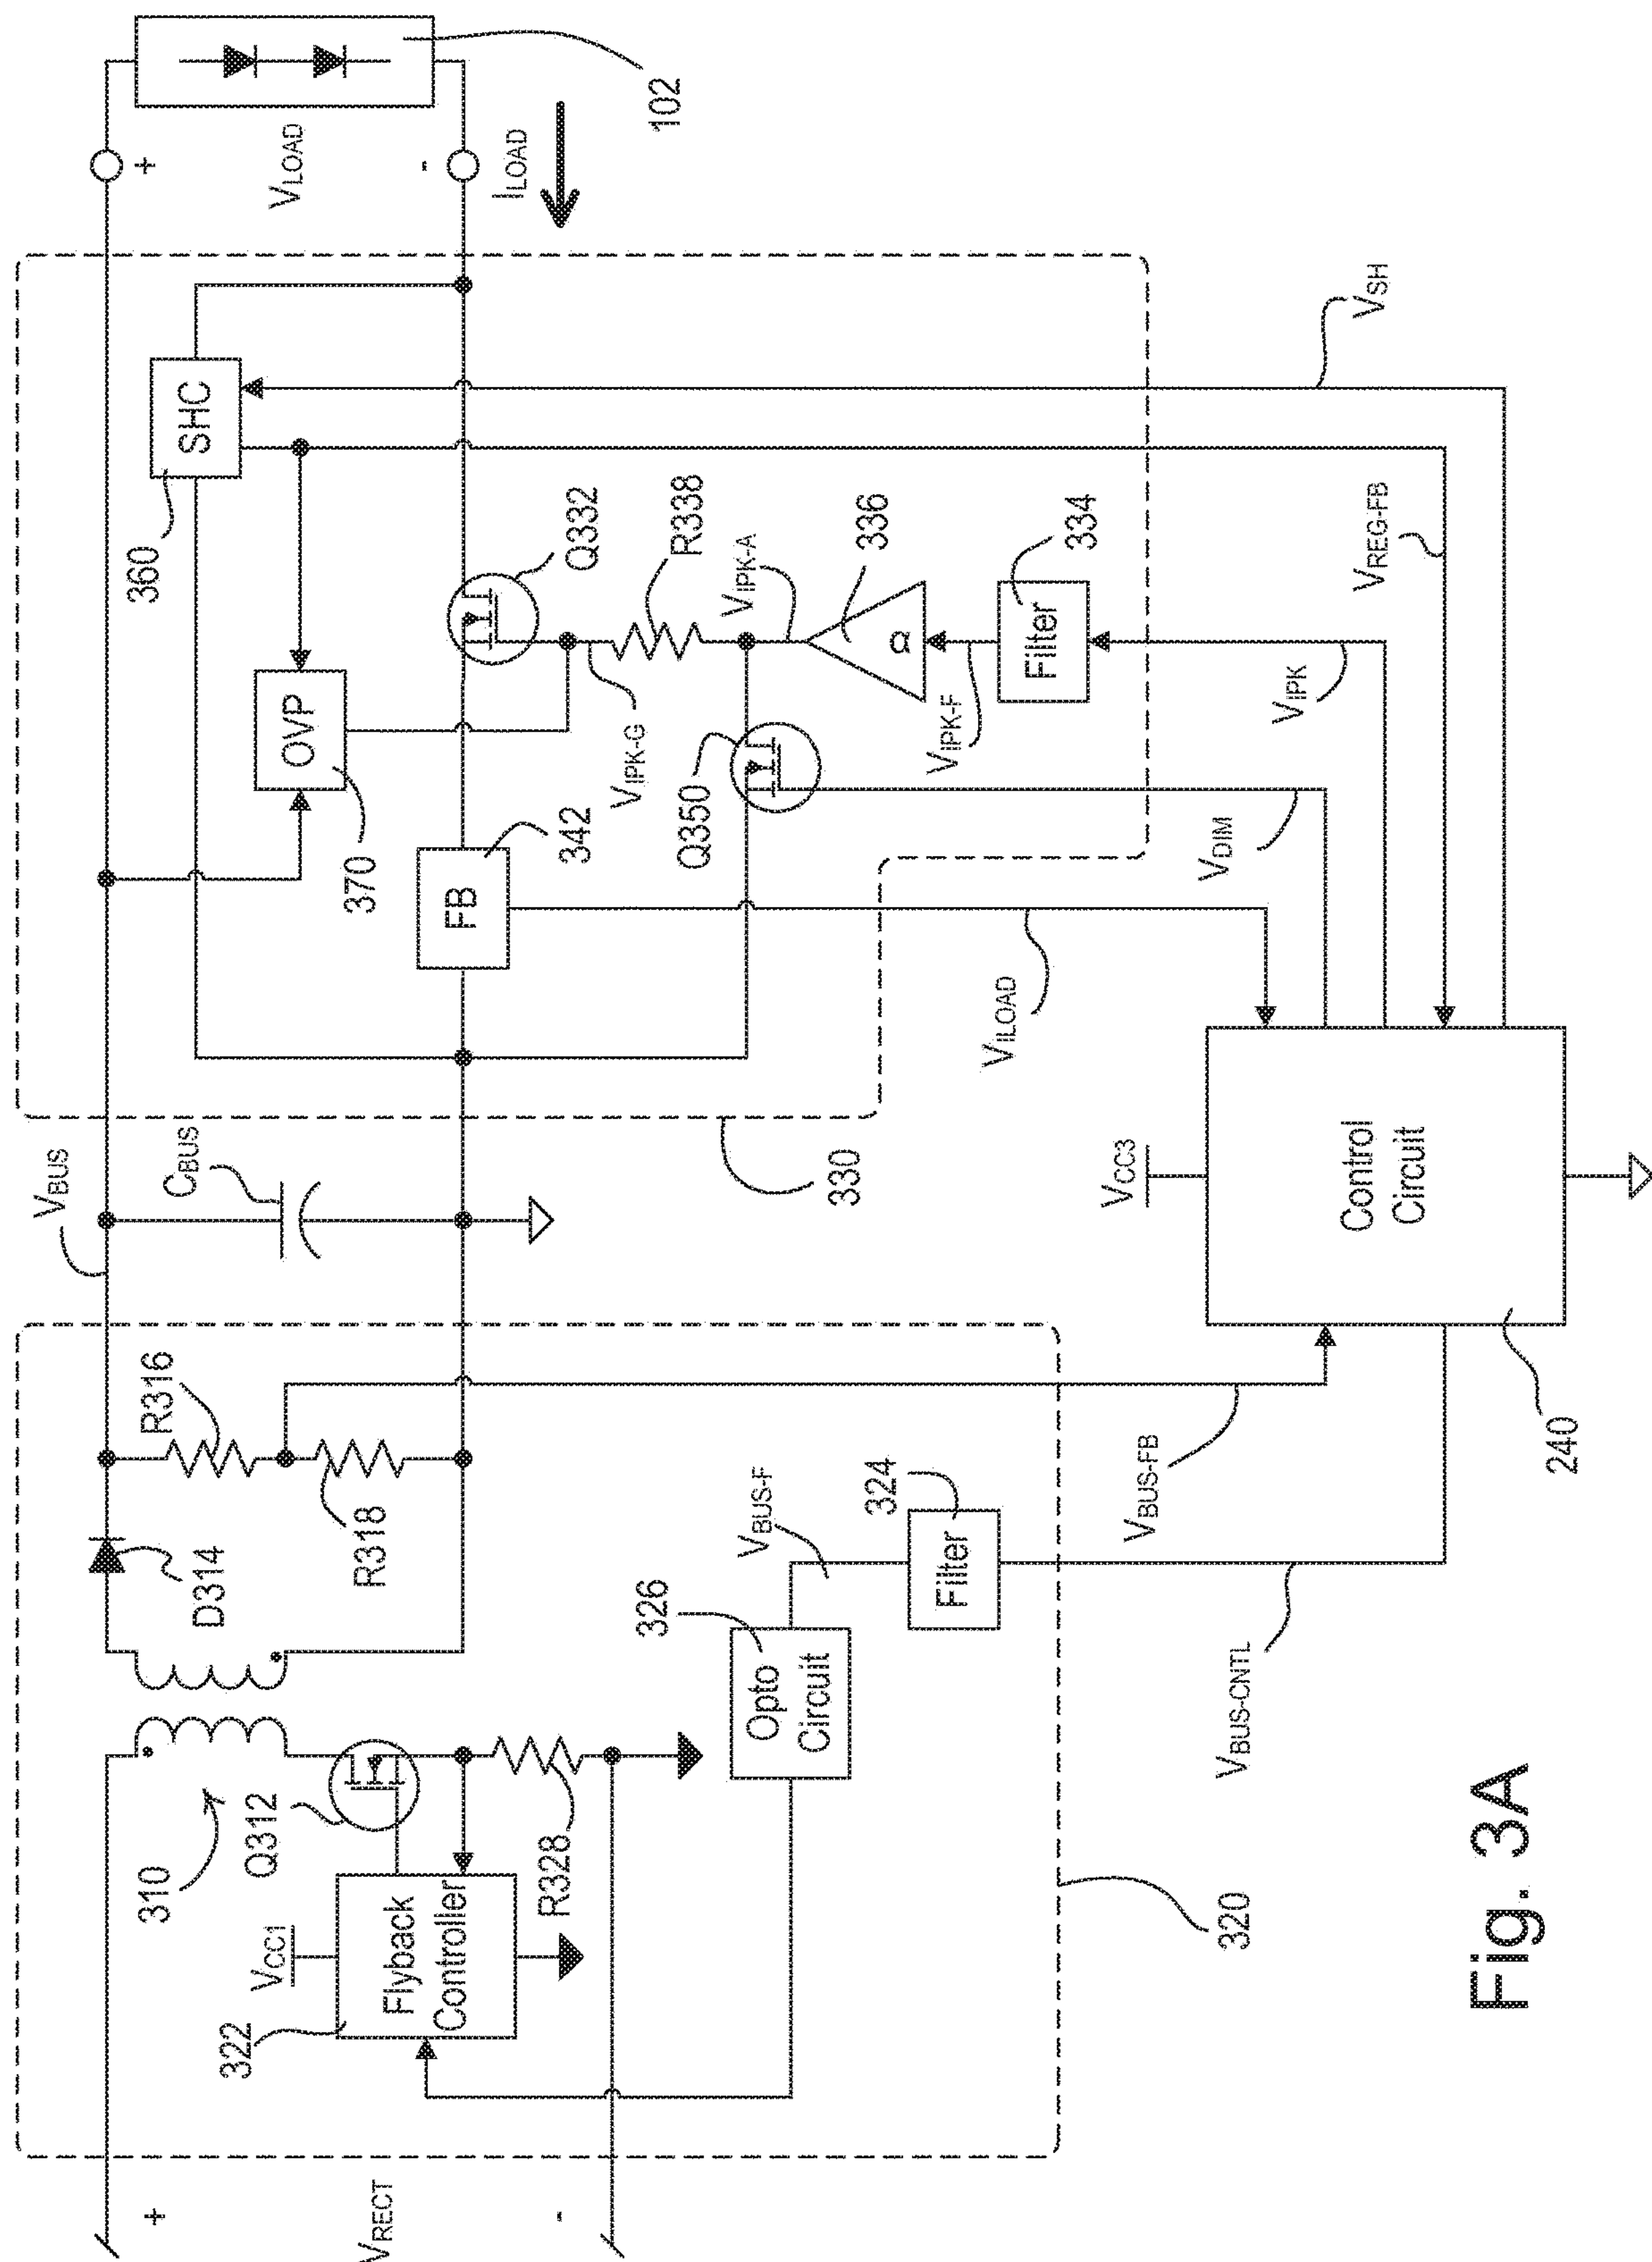 +
VRECT
-
320
310
VCC1
322
Flyback
Controller
Q312
R328
D314
R316
R318
326
Opto
Circuit
VBUS-F
324
Filter
VBUS-CNTL
VBUS-FB
VBUS
CBUS
330
VCC3
Control
Circuit
240
360
SHC
370
OVP
342
FB
Q332
R338
VIPK-G
VIPK-A
Q350
336
α
VIPK-F
334
Filter
VILOAD
VDIM
VIPK
VREG-FB
VSH
+
VLOAD
-
ILOAD
102
Fig. 3A